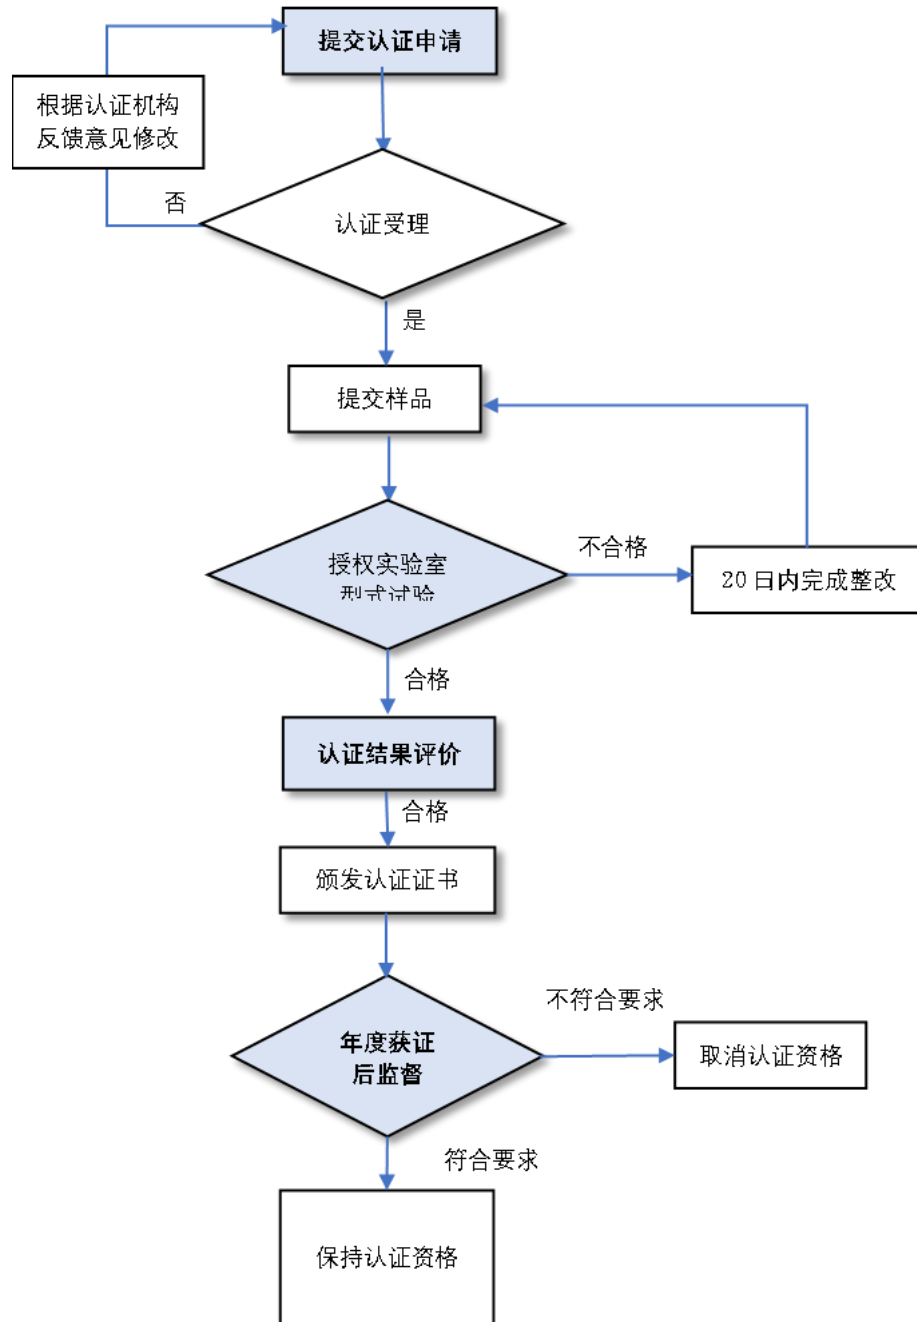 提交认证申请
根据认证机构
反馈意见修改
否
认证受理
是
提交样品
授权实验室
型式试验
不合格
20 日内完成整改
合格
认证结果评价
合格
颁发认证证书
年度获证
后监督
不符合要求
取消认证资格
符合要求
保持认证资格